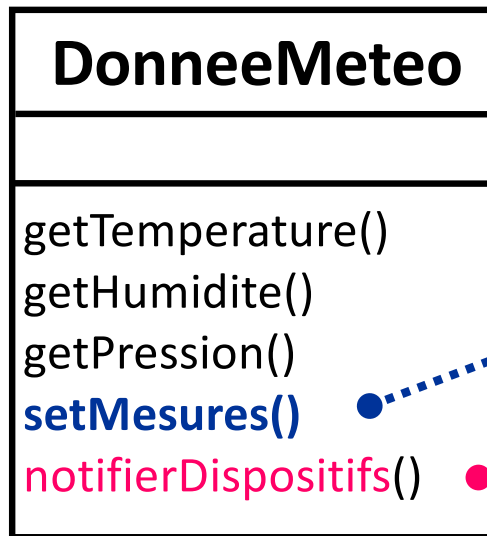 DonneeMeteo
getTemperature()
getHumidite()
getPression()
setMesures()
notifierDispositifs()